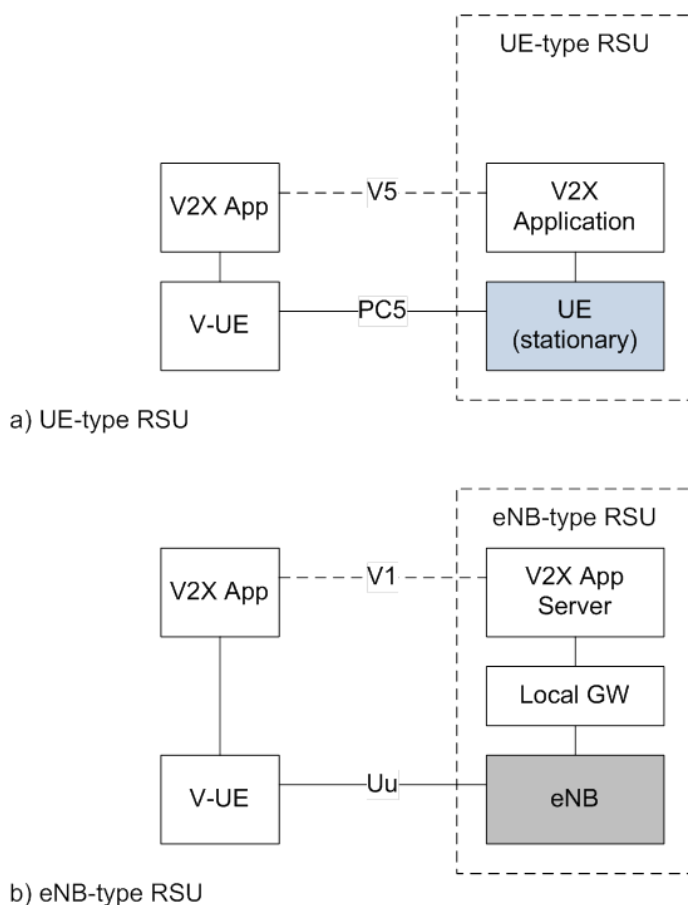 UE-type RSU
V2X App
V5
V2X
Application
V-UE
PC5
UE
(stationary)
a) UE-type RSU
eNB-type RSU
V2X App
V1
V2X App
Server
Local GW
V-UE
Uu
eNB
b) eNB-type RSU